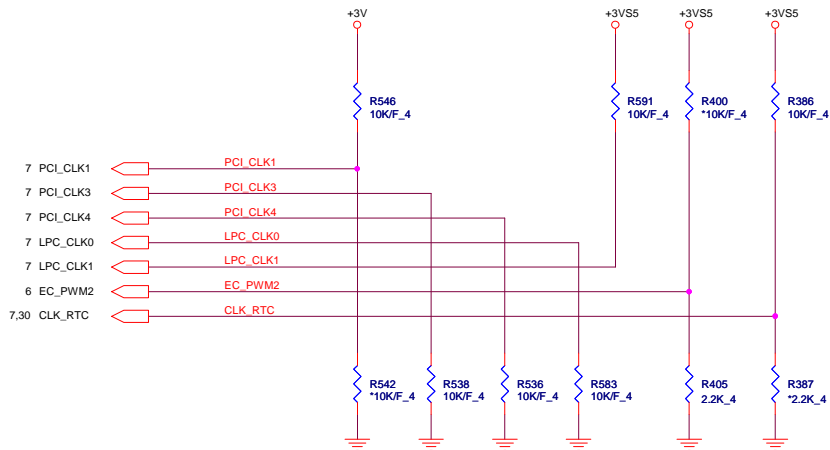 +3V
+3VS5
+3VS5
+3VS5
R546
10K/F_4
R591
10K/F_4
R400
*10K/F_4
R386
10K/F_4
7 PCI_CLK1
PCI_CLK1
7 PCI_CLK3
PCI_CLK3
7 PCI_CLK4
PCI_CLK4
7 LPC_CLK0
LPC_CLK0
7 LPC_CLK1
LPC_CLK1
6 EC_PWM2
EC_PWM2
7,30 CLK_RTC
CLK_RTC
R542
*10K/F_4
R538
10K/F_4
R536
10K/F_4
R583
10K/F_4
R405
2.2K_4
R387
*2.2K_4